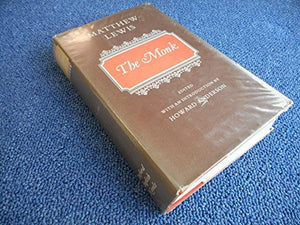 MATTHEW
LEWIS
The Monk
EDITED
WITH AN INTRODUCTION BY
HOWARD ANDERSON